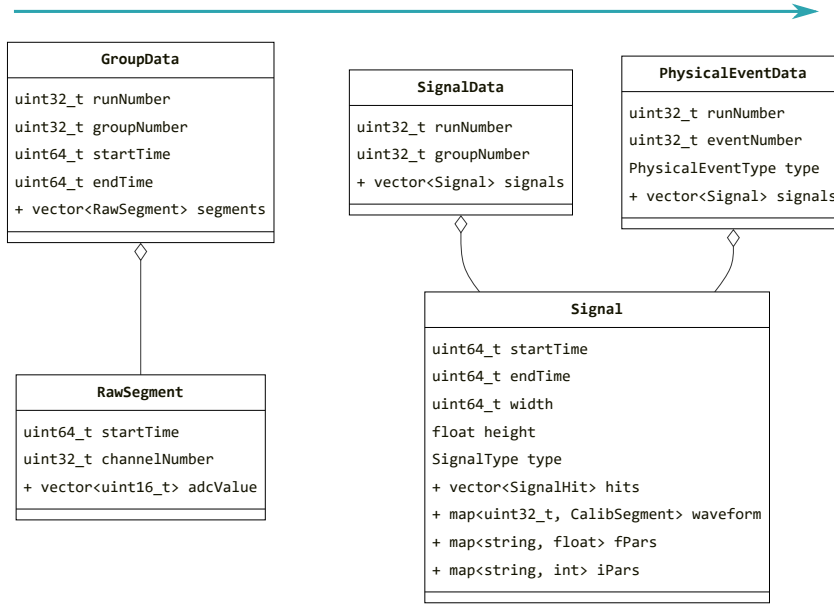 GroupData
uint32_t runNumber
uint32_t groupNumber
uint64_t startTime
uint64_t endTime
+ vector<RawSegment> segments
SignalData
uint32_t runNumber
uint32_t groupNumber
+ vector<Signal> signals
PhysicalEventData
uint32_t runNumber
uint32_t eventNumber
PhysicalEventType type
+ vector<Signal> signals
RawSegment
uint64_t startTime
uint32_t channelNumber
+ vector<uint16_t> adcValue
Signal
uint64_t startTime
uint64_t endTime
uint64_t width
float height
SignalType type
+ vector<SignalHit> hits
+ map<uint32_t, CalibSegment> waveform
+ map<string, float> fPars
+ map<string, int> iPars